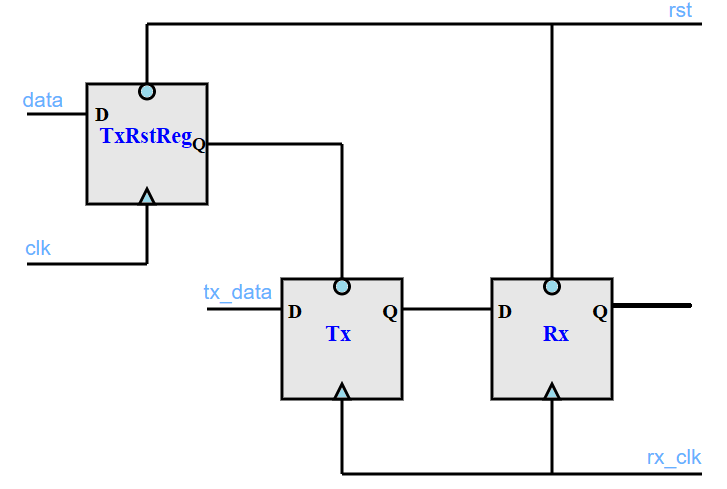 rst
data
D
TxRstReg
Q
clk
tx_data
D
Q
Tx
D
Q
Rx
rx_clk